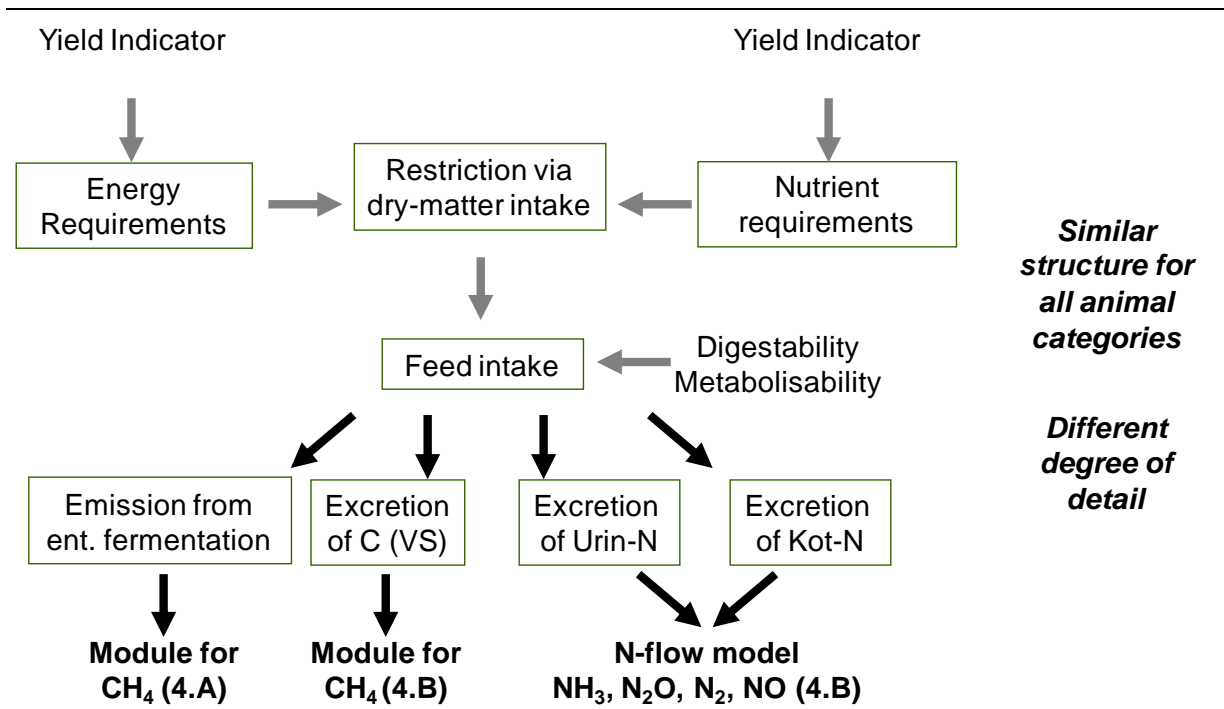 Yield Indicator
Yield Indicator
Energy
Requirements
Restriction via
dry-matter intake
Nutrient
requirements
Similar
structure for
all animal
categories
Feed intake
Digestability
Metabolisability
Different
degree of
detail
Emission from
ent. fermentation
Excretion
of C (VS)
Excretion
of Urin-N
Excretion
of Kot-N
Module for
CH₄ (4.A)
Module for
CH₄ (4.B)
N-flow model
NH₃, N₂O, N₂, NO (4.B)